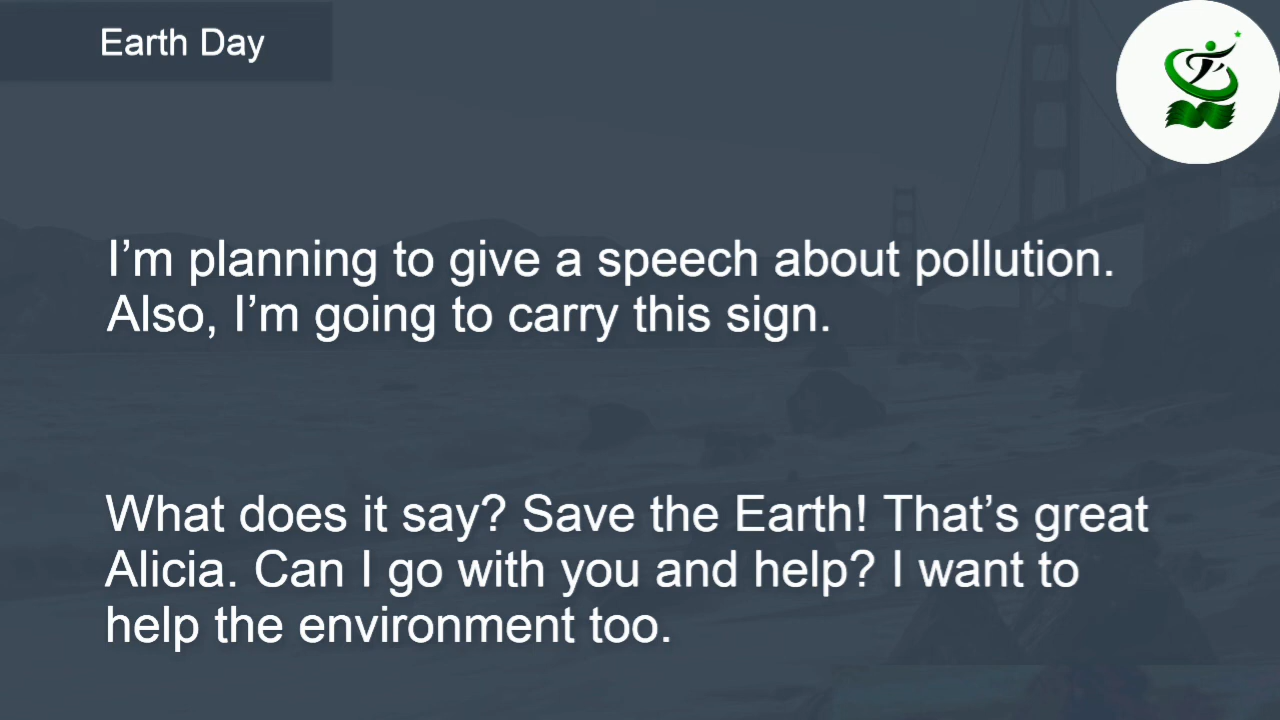 Earth Day
I’m planning to give a speech about pollution.
Also, I’m going to carry this sign.
What does it say? Save the Earth! That’s great
Alicia. Can I go with you and help? I want to
help the environment too.